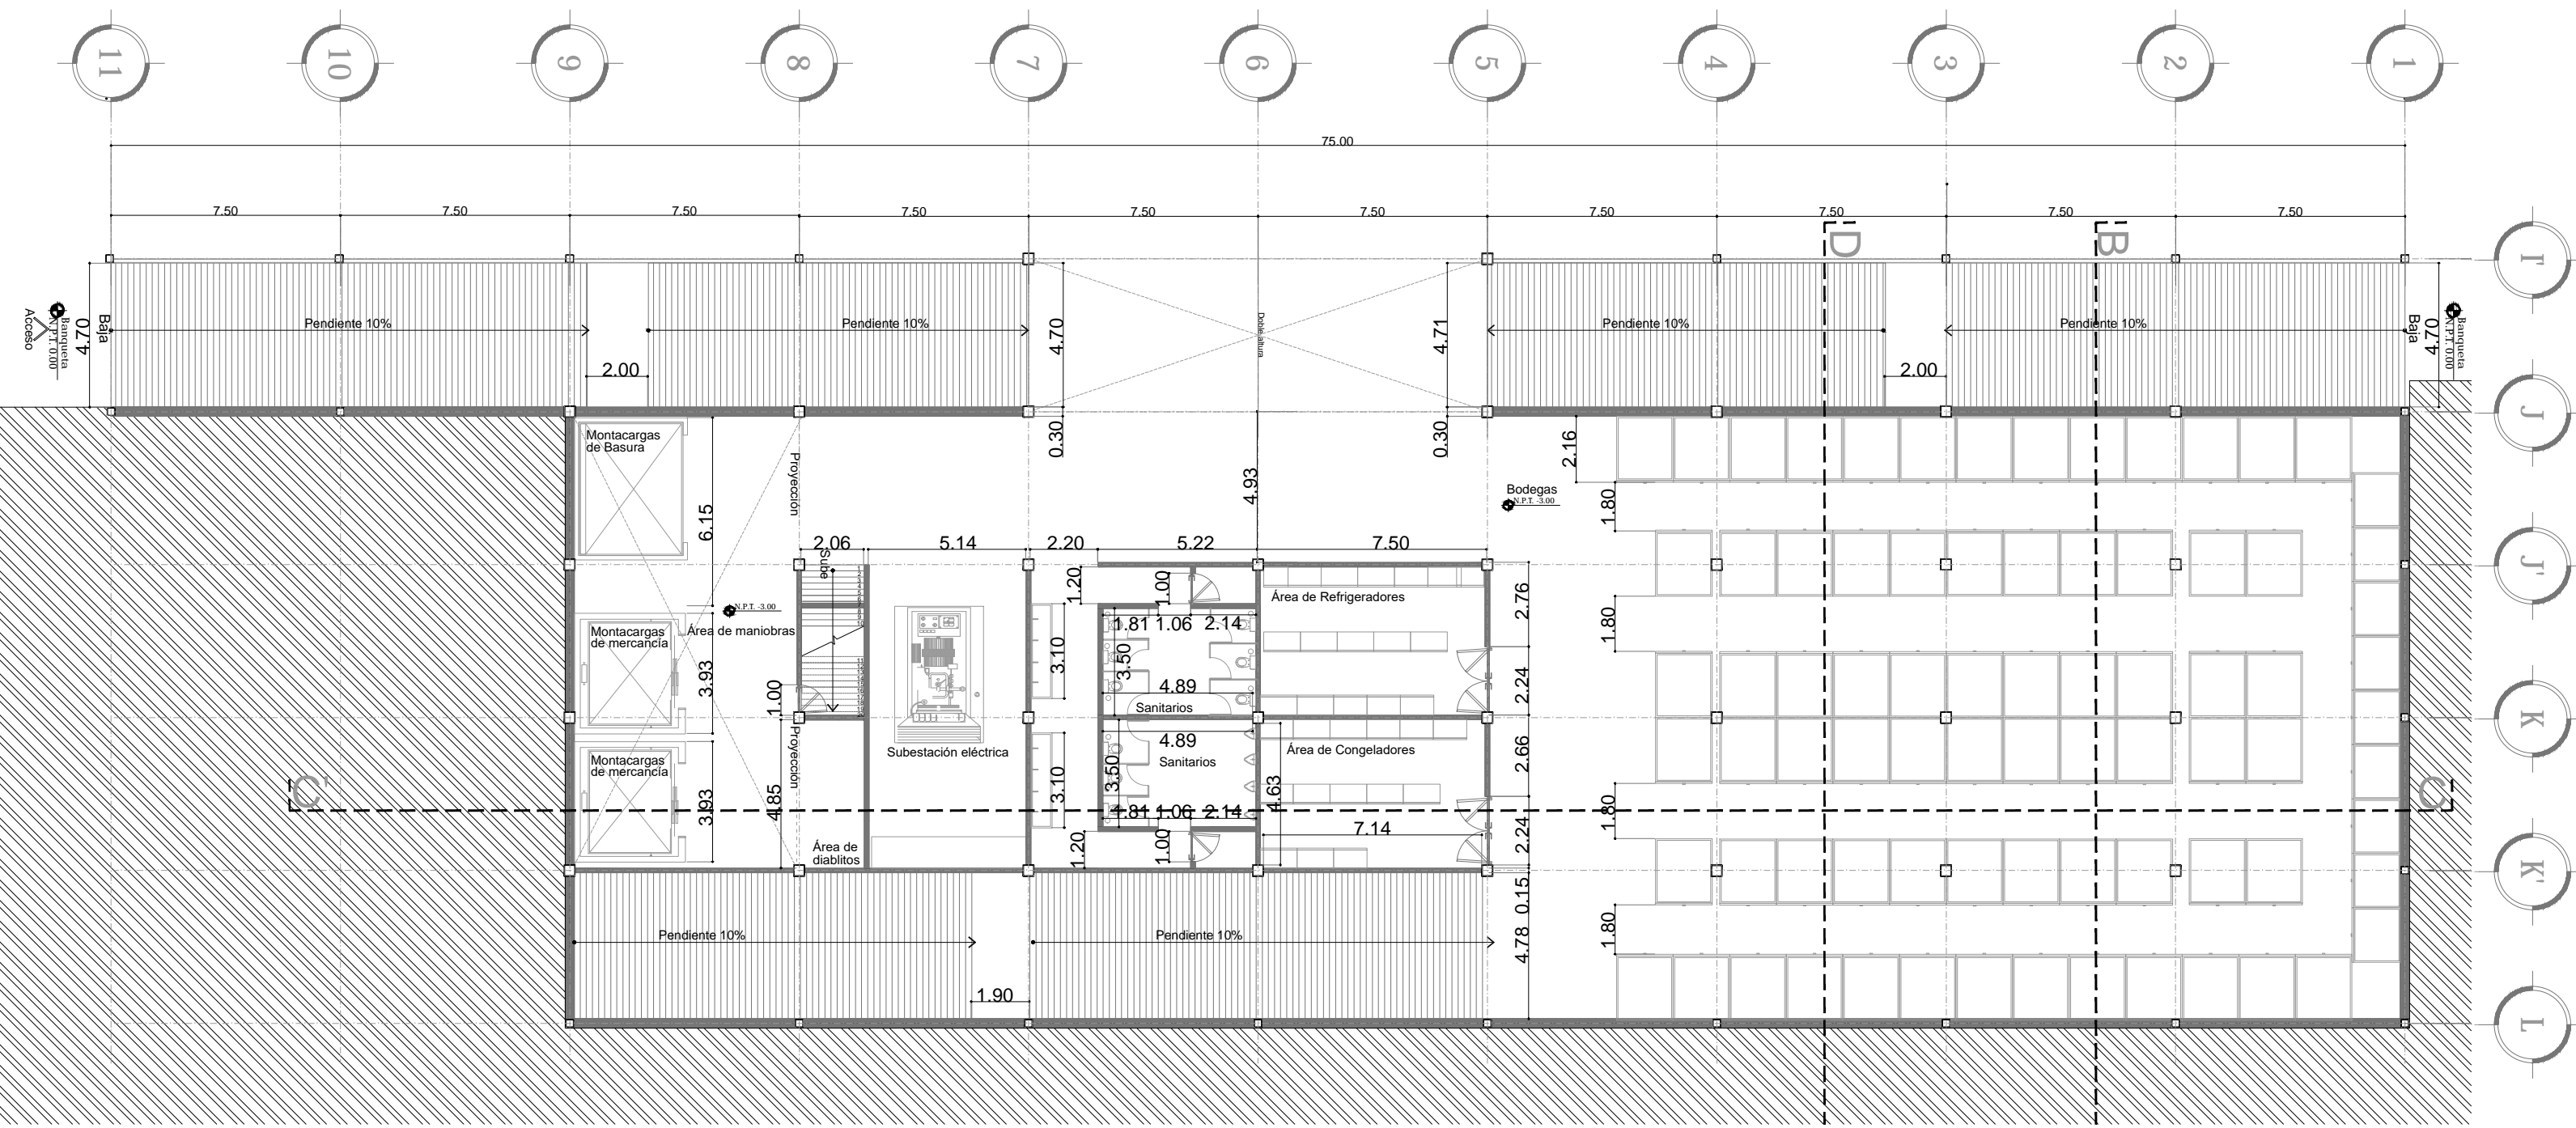 11
10
9
8
7
6
5
4
3
2
1
75.00
7.50
7.50
7.50
7.50
7.50
7.50
7.50
7.50
7.50
7.50
D
B
J
J'
K
K'
L
Acceso
Banqueta
N.P.T. 0.00
4.70
Baja
Pendiente 10%
2.00
Pendiente 10%
4.70
Doble altura
4.71
Pendiente 10%
2.00
Pendiente 10%
Baja
4.70
Banqueta
N.P.T. 0.00
Montacargas
de Basura
6.15
Proyección
0.30
4.93
0.30
Bodegas
N.P.T. -3.00
2.16
1.80
2.06
5.14
2.20
5.22
7.50
Sube
N.P.T. -3.00
Área de maniobras
Montacargas
de mercancía
3.93
1.00
1.20
1.00
3.10
1.81
1.06
2.14
3.50
4.89
Sanitarios
Área de Refrigeradores
2.76
2.24
1.80
Montacargas
de mercancía
3.93
Proyección
4.85
Subestación eléctrica
Área de
diablitos
3.10
4.89
Sanitarios
3.50
1.81
1.06
2.14
1.20
1.00
4.63
Área de Congeladores
7.14
2.66
2.24
0.15
4.78
1.80
1.80
C
Pendiente 10%
1.90
Pendiente 10%